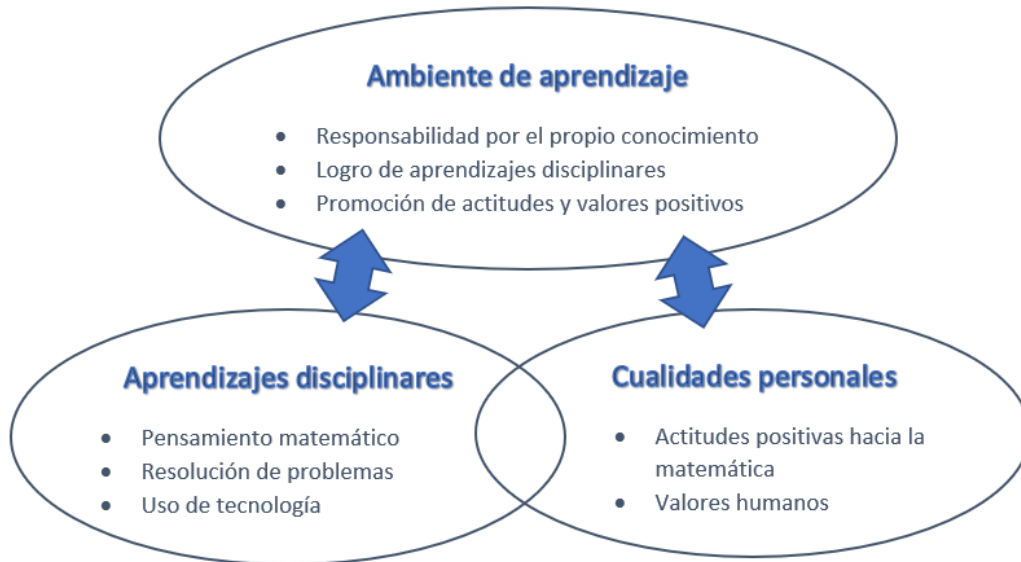 Ambiente de aprendizaje
• Responsabilidad por el propio conocimiento
• Logro de aprendizajes disciplinares
• Promoción de actitudes y valores positivos
Aprendizajes disciplinares
• Pensamiento matemático
• Resolución de problemas
• Uso de tecnología
Cualidades personales
• Actitudes positivas hacia la
matemática
• Valores humanos